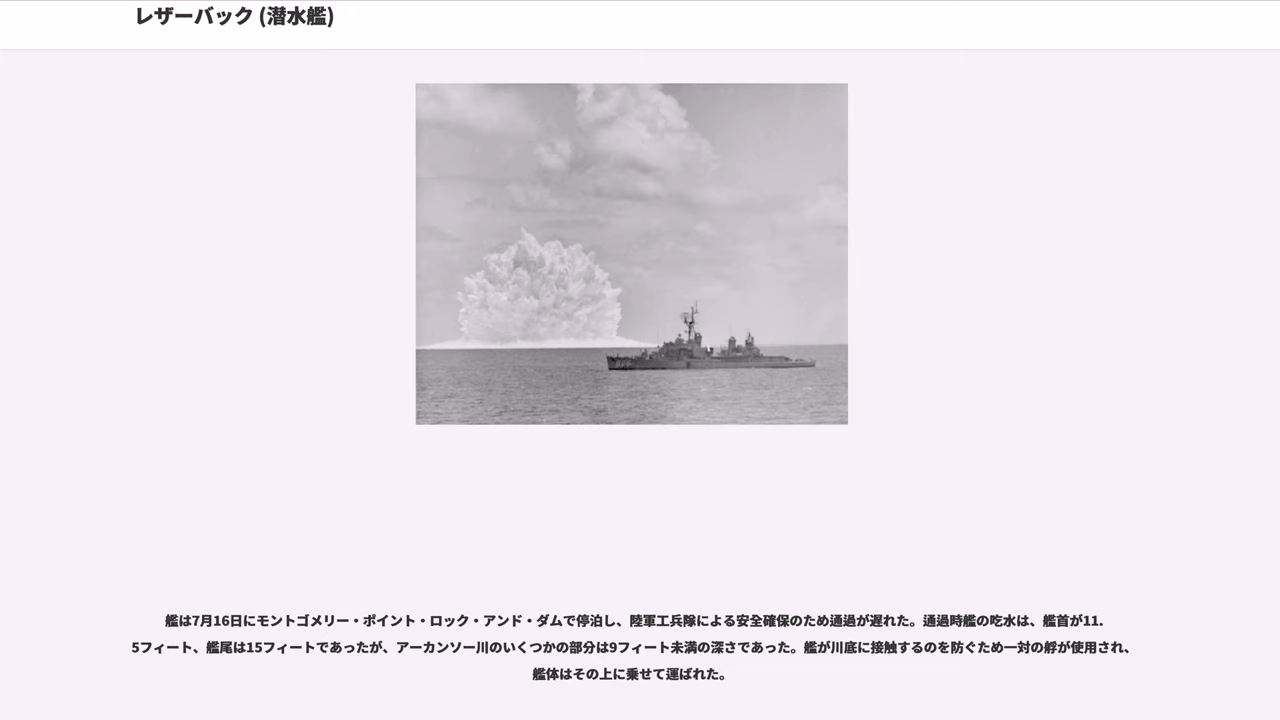 レザーバック (潜水艦)
艦は7月16日にモントゴメリー・ポイント・ロック・アンド・ダムで停泊し、陸軍工兵隊による安全確保のため通過が遅れた。通過時艦の吃水は、艦首が11.
5フィート、艦尾は15フィートであったが、アーカンソー川のいくつかの部分は9フィート未満の深さであった。艦が川底に接触するのを防ぐため一対の艀が使用され、
艦体はその上に乗せて運ばれた。